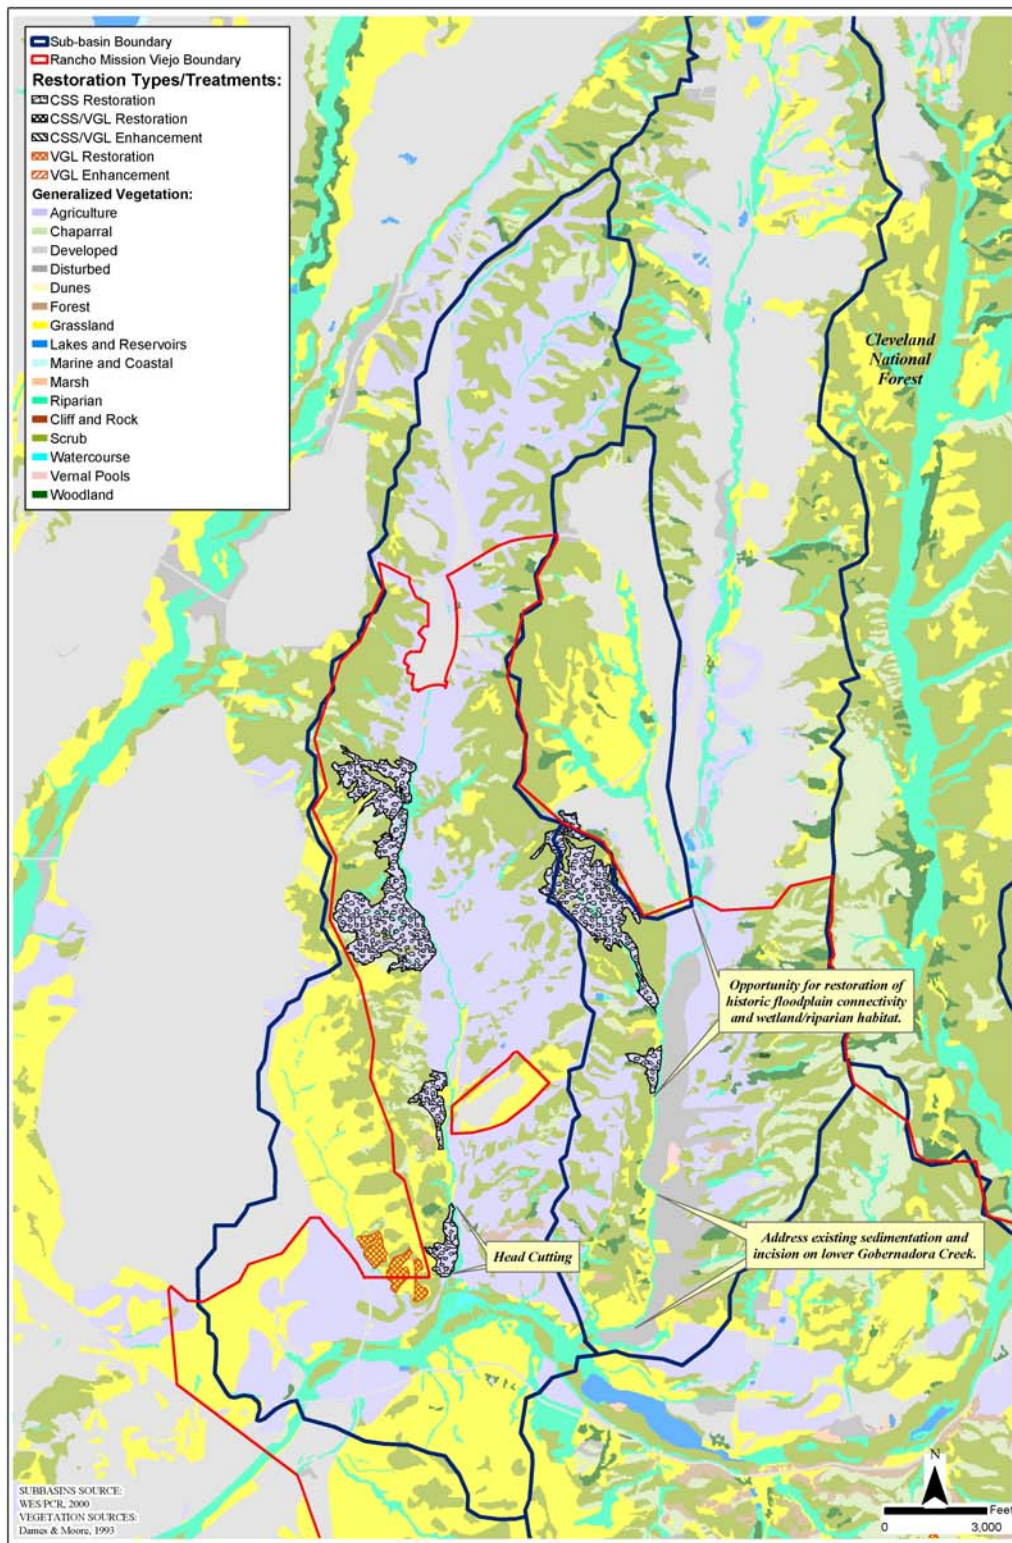 Sub-basin Boundary
Rancho Mission Viejo Boundary
Restoration Types/Treatments:
CSS Restoration
CSS/VGL Restoration
CSS/VGL Enhancement
VGL Restoration
VGL Enhancement
Generalized Vegetation:
Agriculture
Chaparral
Developed
Disturbed
Dunes
Forest
Grassland
Lakes and Reservoirs
Marine and Coastal
Marsh
Riparian
Cliff and Rock
Scrub
Watercourse
Vernal Pools
Woodland
Cleveland
National
Forest
Opportunity for restoration of
historic floodplain connectivity
and wetland/riparian habitat.
Address existing sedimentation and
incision on lower Gobernadora Creek.
Head Cutting
SUBBASINS SOURCE:
WES/PCR, 2000
VEGETATION SOURCES:
Dames & Moore, 1993
N
Feet
0 3,000